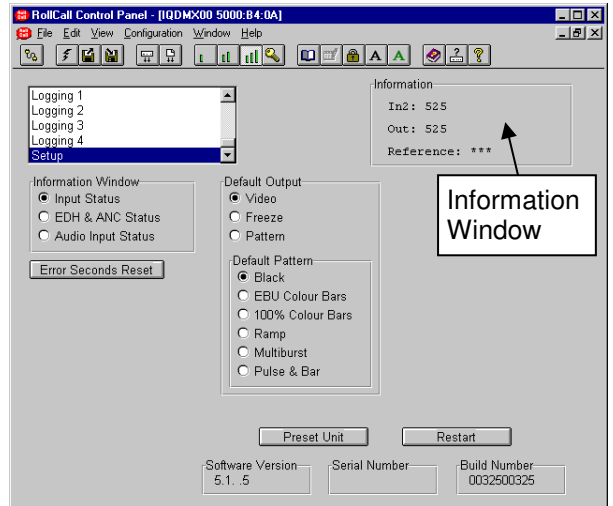 RollCall Control Panel - [IQDMX00 5000:B4:0A]
File Edit View Configuration Window Help
Logging 1
Logging 2
Logging 3
Logging 4
Setup
Information
In2: 525
Out: 525
Reference: ***
Information Window
Information Window
Input Status
EDH & ANC Status
Audio Input Status
Error Seconds Reset
Default Output
Video
Freeze
Pattern
Default Pattern
Black
EBU Colour Bars
100% Colour Bars
Ramp
Multiburst
Pulse & Bar
Preset Unit
Restart
Software Version
5.1. .5
Serial Number
Build Number
0032500325